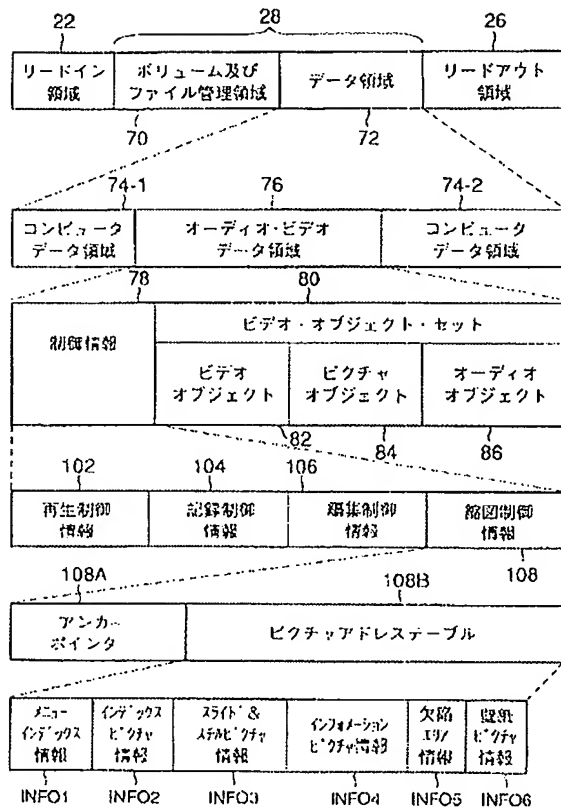 22 28 26
リードイン ボリューム及び データ領域 リードアウト
領域 ファイル管理領域 領域
70 72
74-1 76 74-2
コンピュータ オーディオ・ビデオ コンピュータ
データ領域 データ領域 データ領域
78 80
制御情報 ビデオ・オブジェクト・セット
ビデオ ピクチャ オーディオ
オブジェクト オブジェクト オブジェクト
82 84 86
102 104 106
再生制御 記録制御 編集制御 縮図制御
情報 情報 情報 情報
108
108A 108B
アンカー ピクチャアドレステーブル
ポインタ
メニュー インデックス スライド& インフォメーション 欠陥 壁紙
インデックス ピクチャ スチルピクチャ ピクチャ情報 エリア ピクチャ
情報 情報 情報 情報 情報
INFO1 INFO2 INFO3 INFO4 INFO5 INFO6